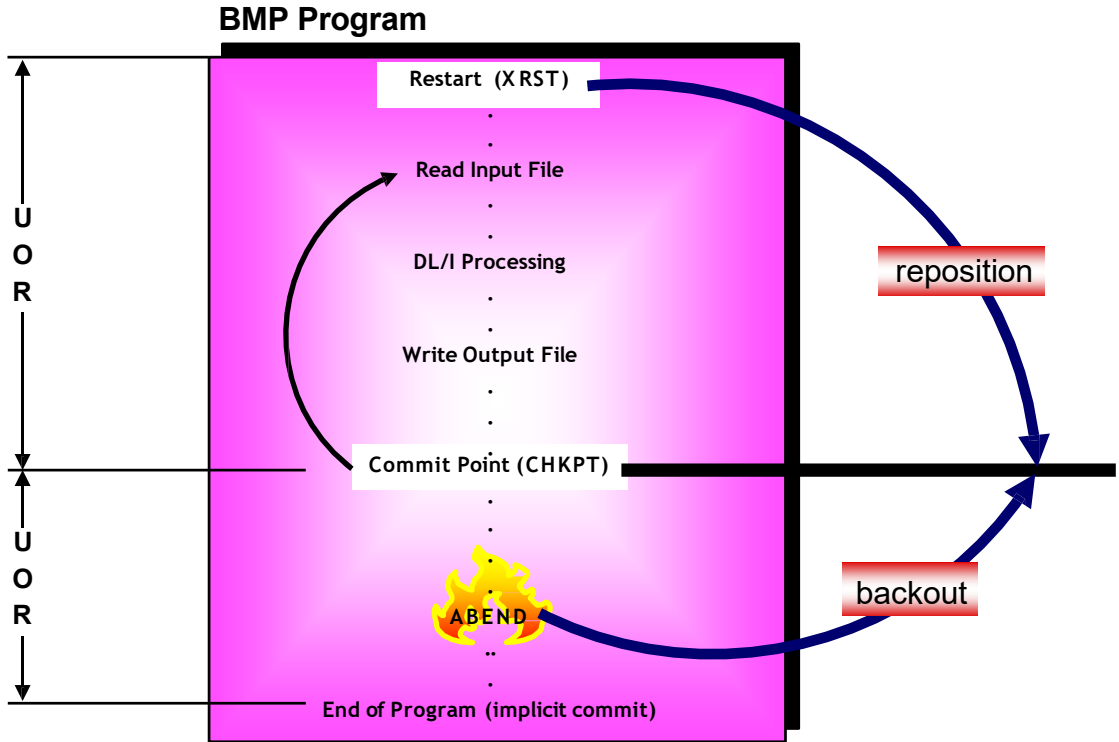 BMP Program
Restart (XRST)
Read Input File
DL/I Processing
Write Output File
Commit Point (CHKPT)
ABEND
End of Program (implicit commit)
U
O
R
U
O
R
reposition
backout